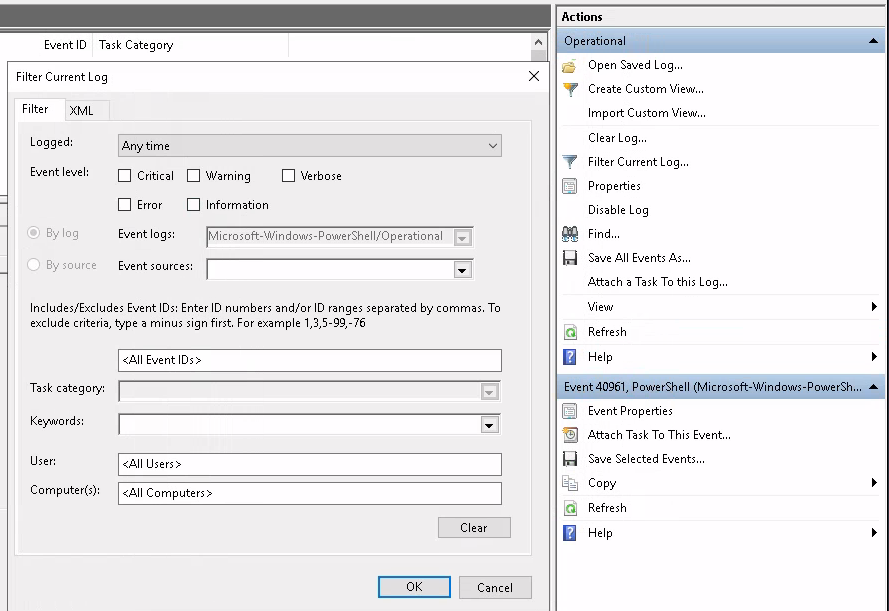 Event ID Task Category
Filter Current Log
Filter
XML
Logged:
Any time
Event level:
Critical
Warning
Verbose
Error
Information
By log
Event logs:
Microsoft-Windows-PowerShell/Operational
By source
Event sources:
Includes/Excludes Event IDs: Enter ID numbers and/or ID ranges separated by commas. To
exclude criteria, type a minus sign first. For example 1,3,5-99,-76
<All Event IDs>
Task category:
Keywords:
User:
<All Users>
Computer(s):
<All Computers>
Clear
OK
Cancel
Actions
Operational
Open Saved Log...
Create Custom View...
Import Custom View...
Clear Log...
Filter Current Log...
Properties
Disable Log
Find...
Save All Events As...
Attach a Task To this Log...
View
Refresh
Help
Event 40961, PowerShell (Microsoft-Windows-PowerSh...
Event Properties
Attach Task To This Event...
Save Selected Events...
Copy
Refresh
Help